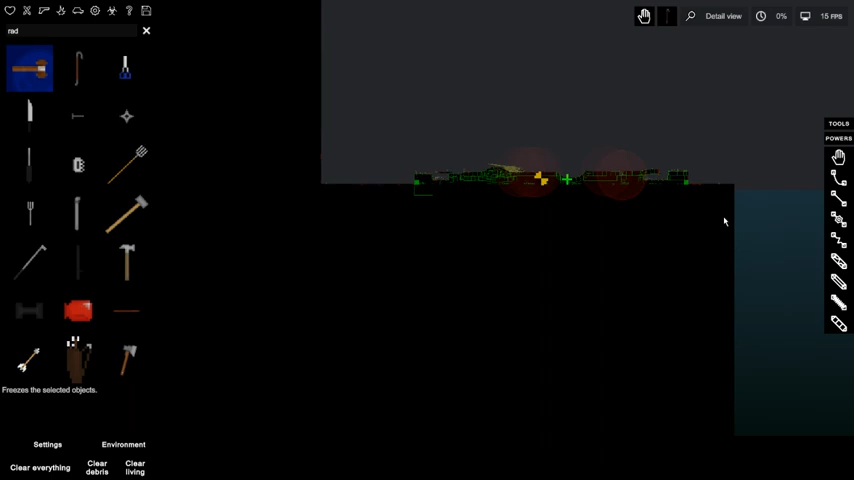 Detail view
0%
15 FPS
rad
TOOLS
POWERS
Freezes the selected objects.
Settings
Environment
Clear everything
Clear debris
Clear living